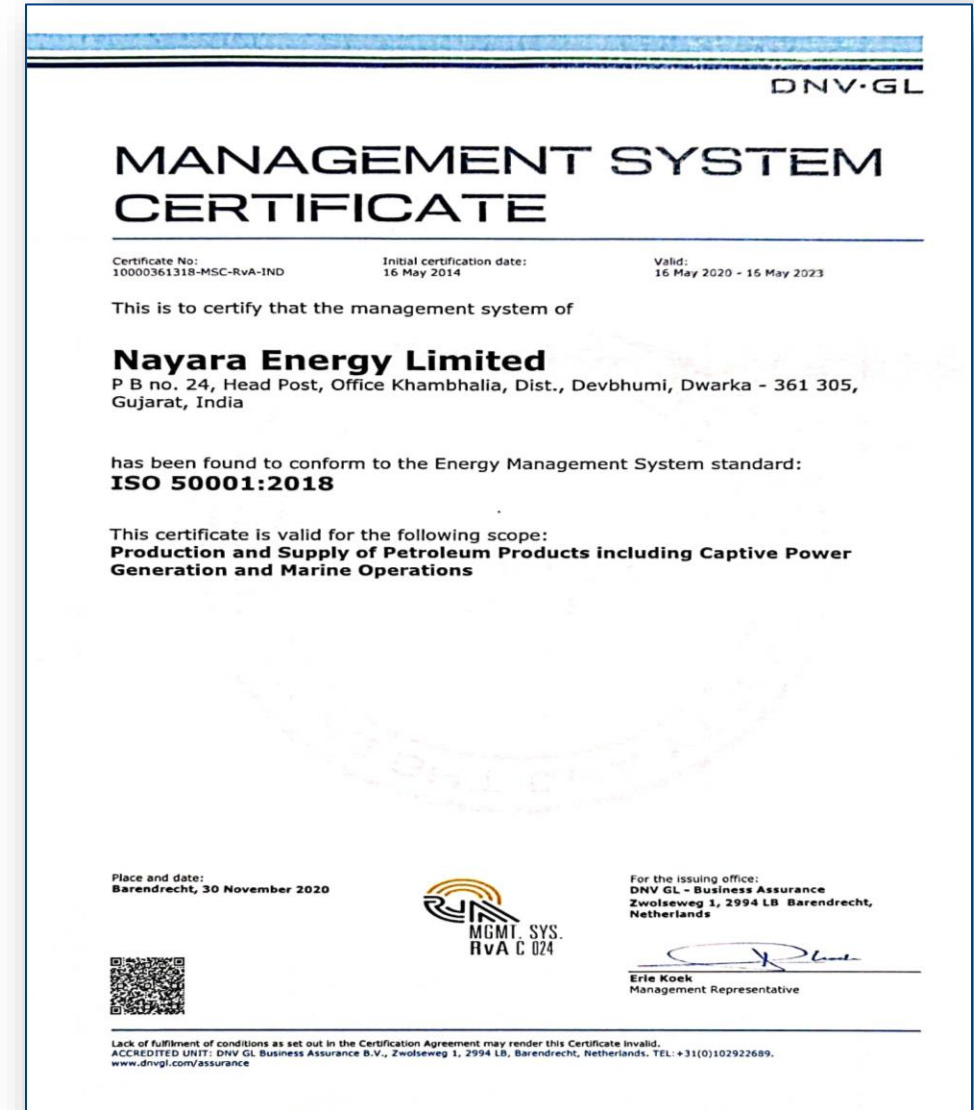 DNV·GL
MANAGEMENT SYSTEM
CERTIFICATE
Certificate No:
10000361318-MSC-RvA-IND
Initial certification date:
16 May 2014
Valid:
16 May 2020 - 16 May 2023
This is to certify that the management system of
Nayara Energy Limited
P B no. 24, Head Post, Office Khambhalia, Dist., Devbhumi, Dwarka - 361 305,
Gujarat, India
has been found to conform to the Energy Management System standard:
ISO 50001:2018
This certificate is valid for the following scope:
Production and Supply of Petroleum Products including Captive Power
Generation and Marine Operations
Place and date:
Barendrecht, 30 November 2020
RvA
MGMT. SYS.
RvA C 024
For the issuing office:
DNV GL - Business Assurance
Zwolseweg 1, 2994 LB Barendrecht,
Netherlands
Erie Koek
Management Representative
Lack of fulfilment of conditions as set out in the Certification Agreement may render this Certificate invalid.
ACCREDITED UNIT: DNV GL Business Assurance B.V., Zwolseweg 1, 2994 LB, Barendrecht, Netherlands. TEL:+31(0)102922689.
www.dnvgl.com/assurance